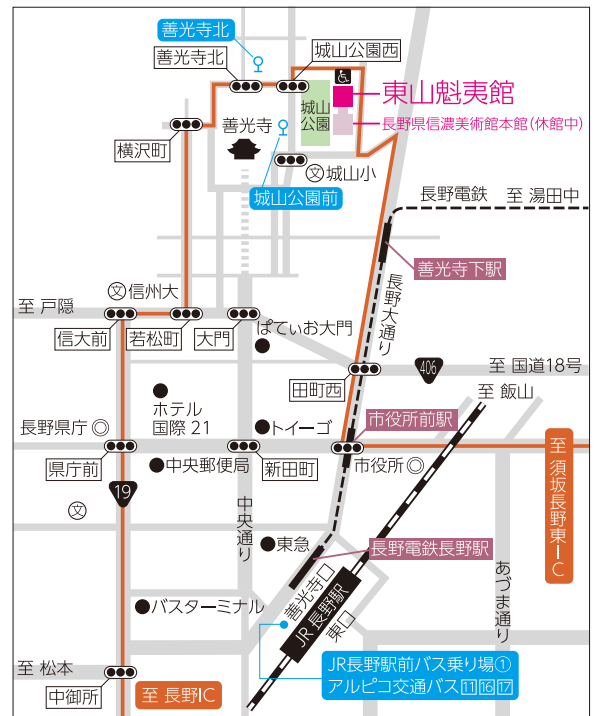 善光寺北
善光寺北
城山公園西
東山魁夷館
城山
公園
善光寺
長野県信濃美術館本館(休館中)
横沢町
文 城山小
城山公園前
長野電鉄
至 湯田中
善光寺下駅
長野大通り
文 信州大
至 戸隠
信大前
若松町
大門
ぱてぃお大門
田町西
406
至 国道18号
至 飯山
ホテル
国際 21
トイーゴ
市役所前駅
長野県庁 ◎
県庁前
中央郵便局
新田町
市役所 ◎
至 須坂長野東IC
19
文
中央通り
東急
長野電鉄長野駅
あづま通り
善光寺口
JR 長野駅
東口
バスターミナル
至 松本
中御所
至 長野IC
JR長野駅前バス乗り場①
アルピコ交通バス 11 16 17